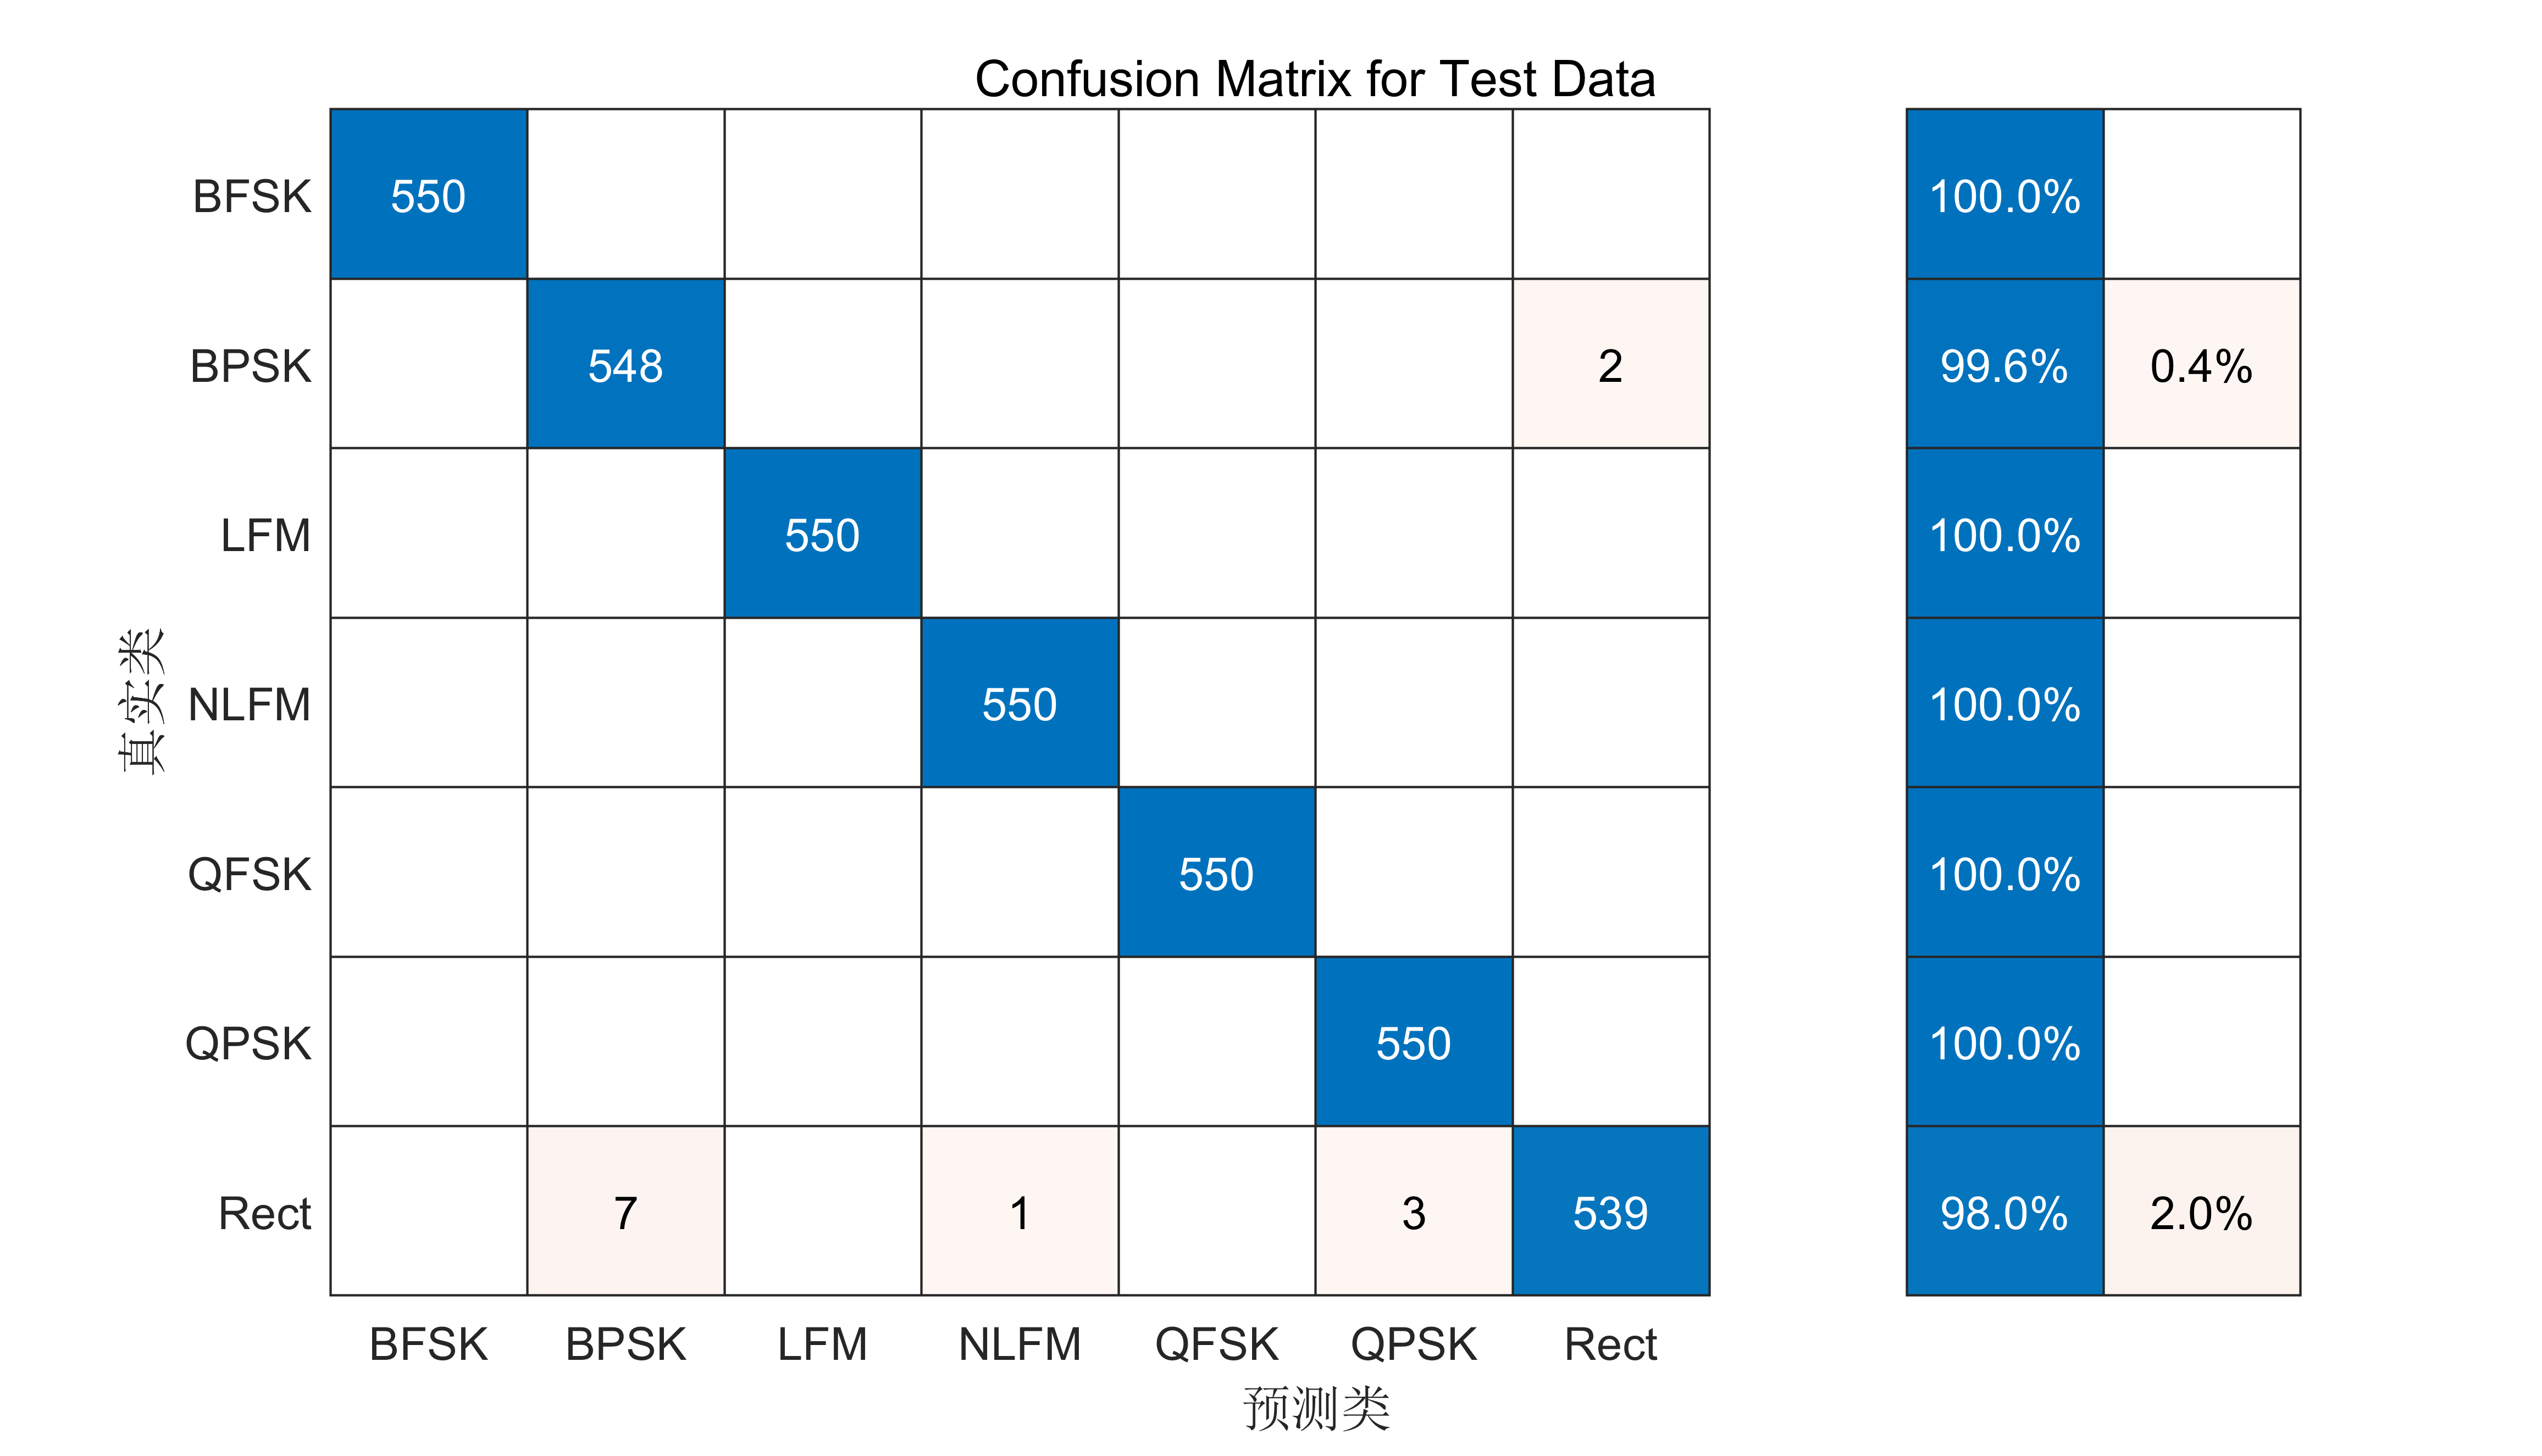 Confusion Matrix for Test Data
真实类
BFSK 550 100.0%
BPSK 548 2 99.6% 0.4%
LFM 550 100.0%
NLFM 550 100.0%
QFSK 550 100.0%
QPSK 550 100.0%
Rect 7 1 3 539 98.0% 2.0%
BFSK BPSK LFM NLFM QFSK QPSK Rect
预测类